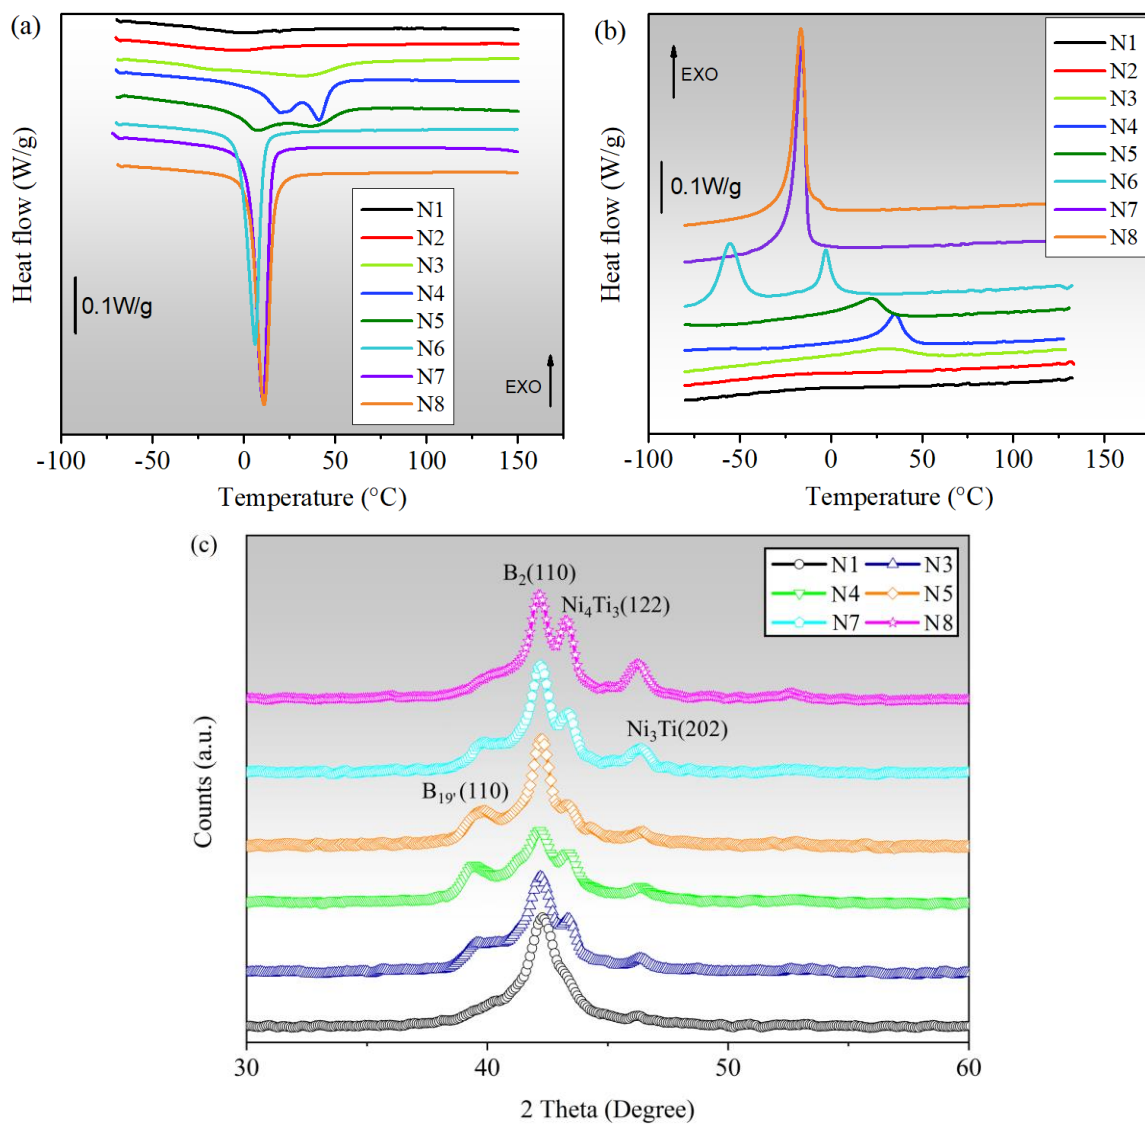 (a)
Heat flow (W/g)
0.1W/g
EXO
N1
N2
N3
N4
N5
N6
N7
N8
-100 -50 0 50 100 150
Temperature (°C)
(b)
Heat flow (W/g)
EXO
0.1W/g
N1
N2
N3
N4
N5
N6
N7
N8
-100 -50 0 50 100 150
Temperature (°C)
(c)
Counts (a.u.)
B2(110)
Ni4Ti3(122)
Ni3Ti(202)
B19'(110)
N1 N3
N4 N5
N7 N8
30 40 50 60
2 Theta (Degree)